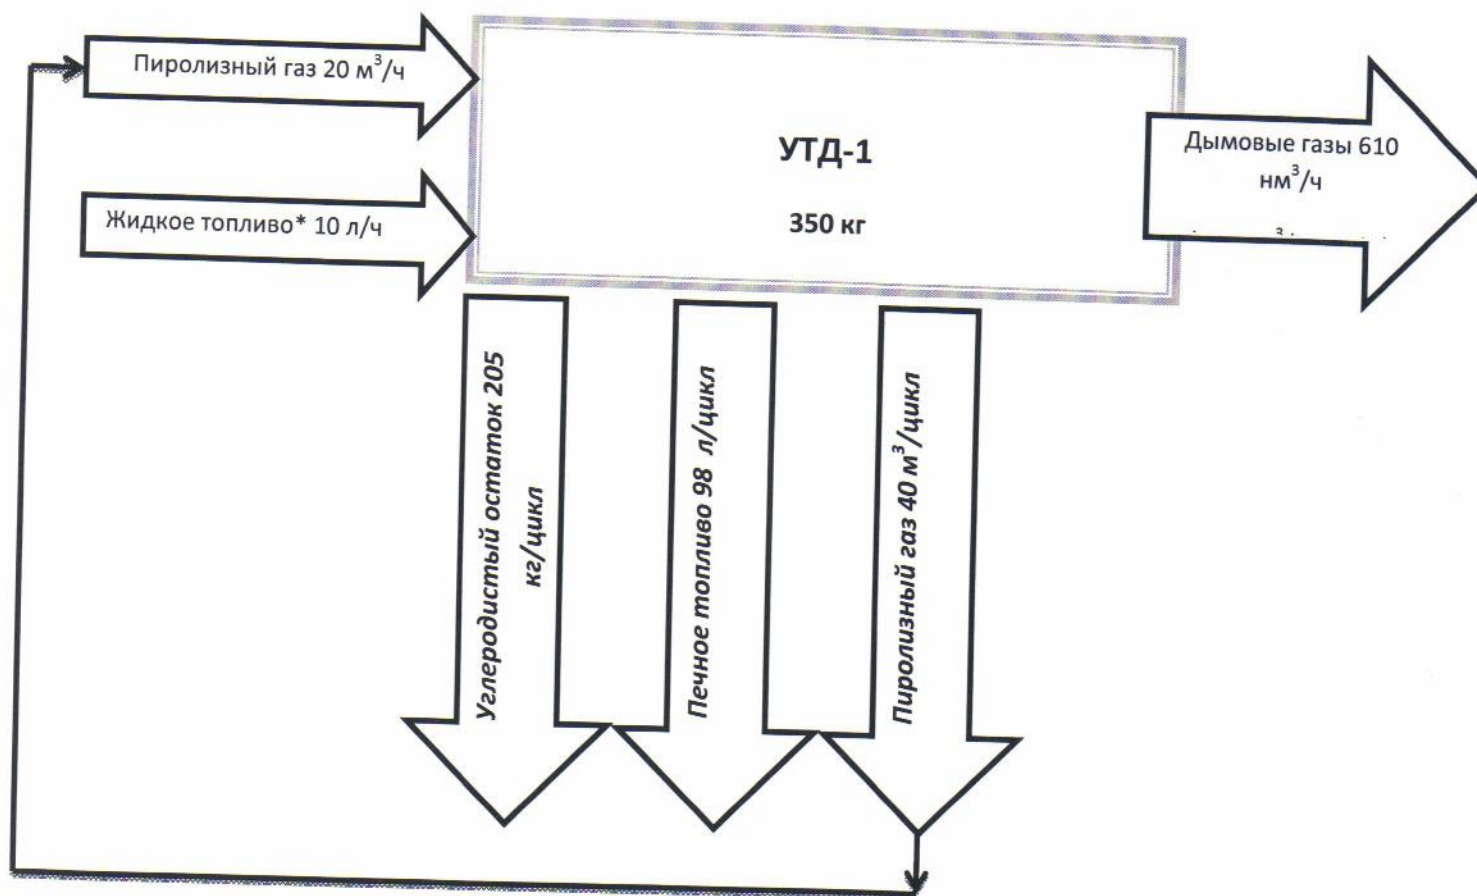 Пиролизный газ 20 м³/ч
Жидкое топливо* 10 л/ч
УТД-1
350 кг
Дымовые газы 610
нм³/ч
Углеродистый остаток 205
кг/цикл
Печное топливо 98 л/цикл
Пиролизный газ 40 м³/цикл